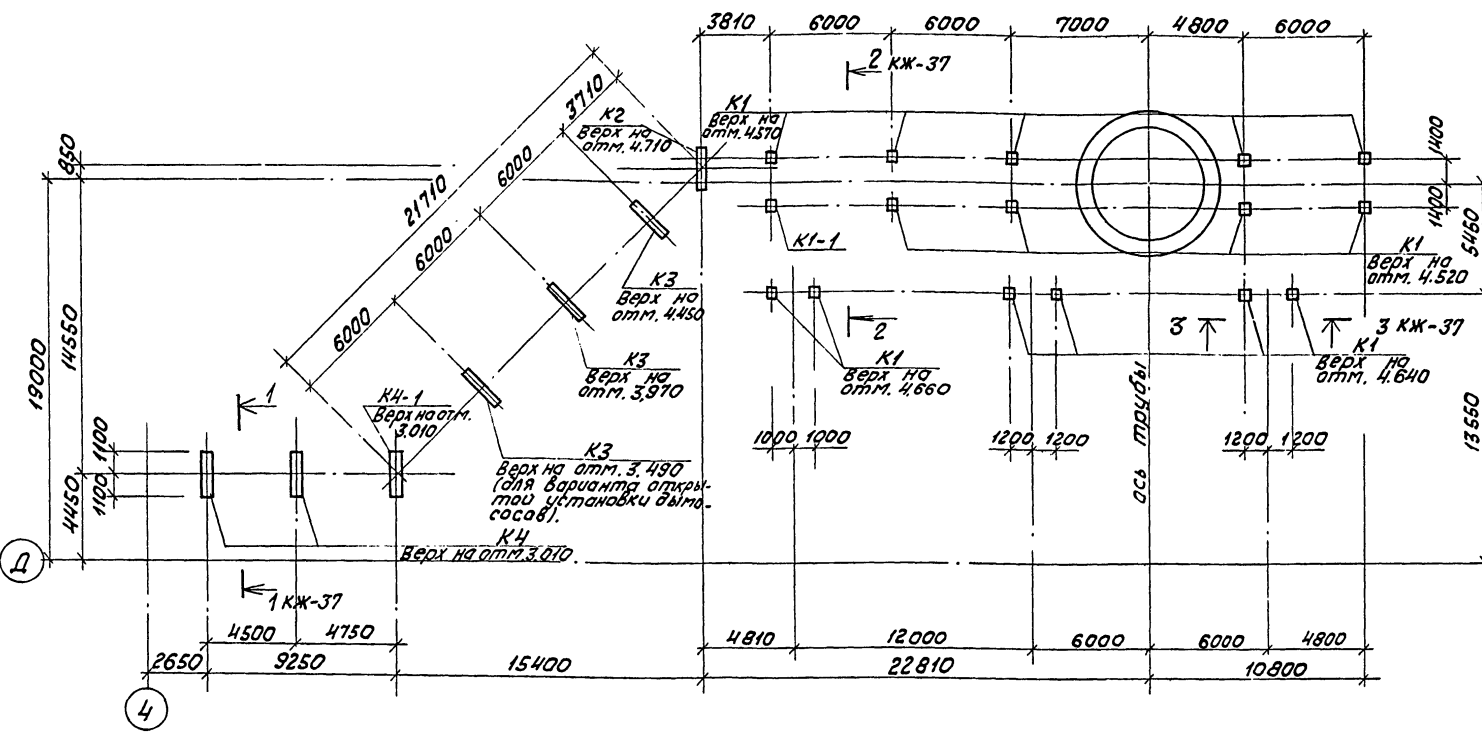 3810 6000 6000 7000 4800 6000
2 КЖ-37
К2
Верх на
отм. 4.710
К1
Верх на
отм. 4.570
3710
6000
21710
6000
6000
850
19000
14550
4450
1100
1100
1400
1400
5460
13550
К1-1
К3
Верх на
отм. 4.450
К1
Верх на
отм. 4.520
2
3
3 КЖ-37
К3
Верх на
отм. 3,970
К1
Верх на
отм. 4,660
К1
Верх на
отм. 4.640
1
К4-1
Верх на отм.
3.010
ось трубы
1000 1000
1200 1200
1200 1200
К3
Верх на отм. 3.490
(для варианта откры-
той установки дымо-
сосов).
К4
Верх на отм. 3.010
Д
1 КЖ-37
4500 4750
4810 12000 6000 6000 4800
2650 9250 15400 22810 10800
4